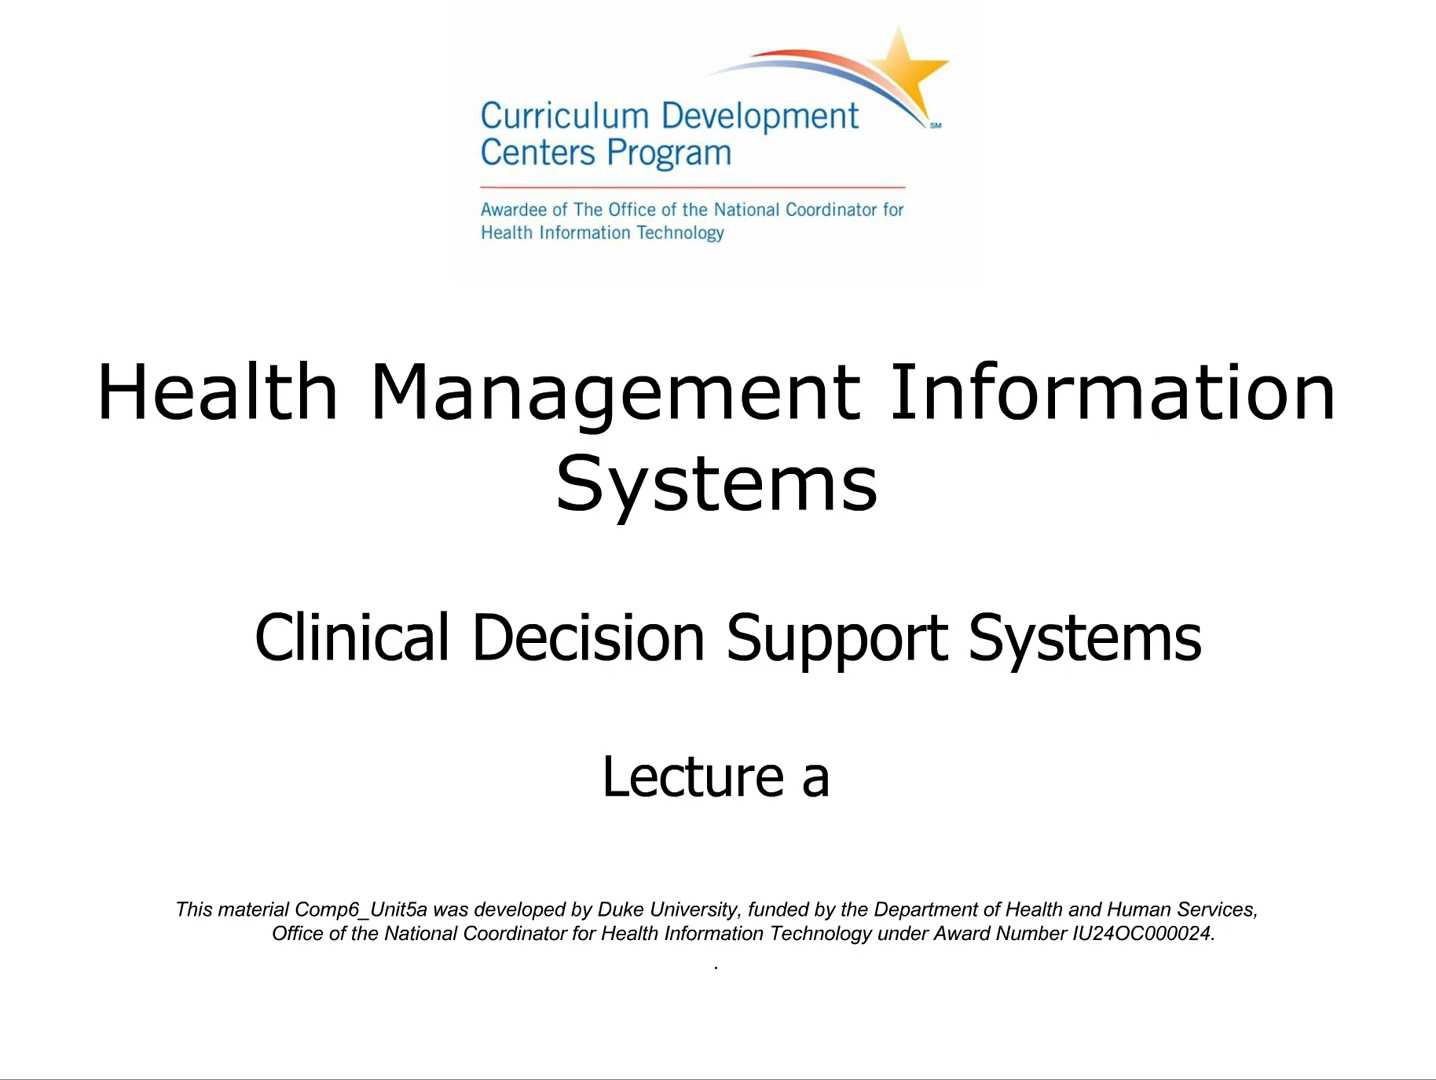 Curriculum Development
Centers Program
SM
Awardee of The Office of the National Coordinator for
Health Information Technology
Health Management Information
Systems
Clinical Decision Support Systems
Lecture a
This material Comp6_Unit5a was developed by Duke University, funded by the Department of Health and Human Services,
Office of the National Coordinator for Health Information Technology under Award Number IU24OC000024.
.